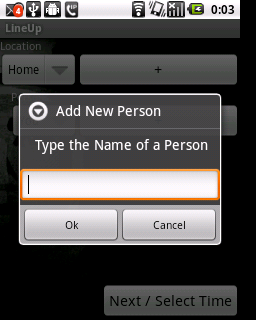 0:03
LineUp
Location
Home
+
Add New Person
Type the Name of a Person
Ok
Cancel
Next / Select Time